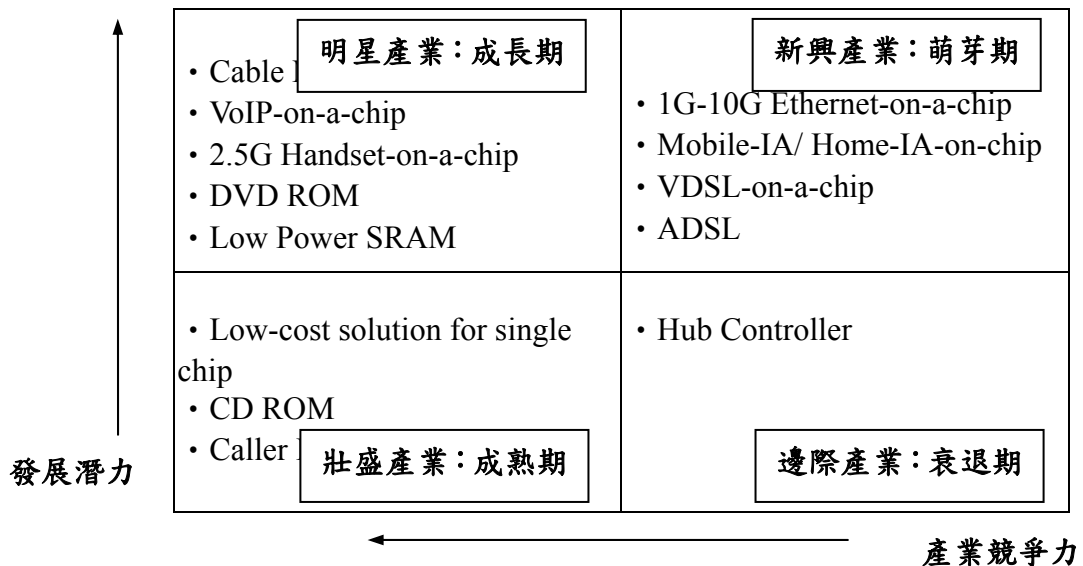 明星產業：成長期
・Cable
・VoIP-on-a-chip
・2.5G Handset-on-a-chip
・DVD ROM
・Low Power SRAM
新興產業：萌芽期
・1G-10G Ethernet-on-a-chip
・Mobile-IA/ Home-IA-on-chip
・VDSL-on-a-chip
・ADSL
・Low-cost solution for single
chip
・CD ROM
・Caller
壯盛產業：成熟期
・Hub Controller
邊際產業：衰退期
發展潛力
產業競爭力